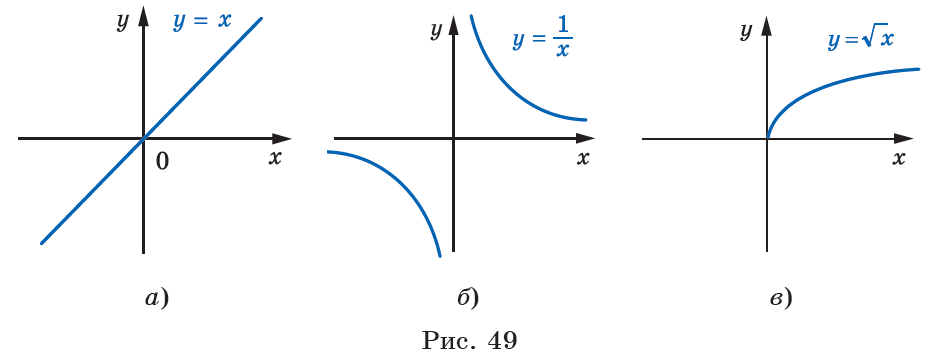 y y = x
0 x
а)
y y = 1/x
x
б)
y y = √x
x
в)
Рис. 49